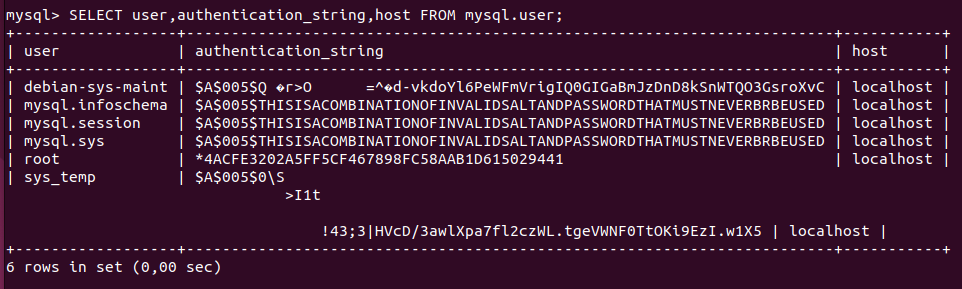 mysql> SELECT user,authentication_string,host FROM mysql.user;
+------------------+------------------------------------------------------------------------+-----------+
| user             | authentication_string                                                  | host      |
+------------------+------------------------------------------------------------------------+-----------+
| debian-sys-maint | $A$005$Q �r>O      =^�d-vkdoYl6PeWFmVrigIQ0GIGaBmJzDnD8kSnWTQO3GsroXvC | localhost |
| mysql.infoschema | $A$005$THISISACOMBINATIONOFINVALIDSALTANDPASSWORDTHATMUSTNEVERBRBEUSED | localhost |
| mysql.session    | $A$005$THISISACOMBINATIONOFINVALIDSALTANDPASSWORDTHATMUSTNEVERBRBEUSED | localhost |
| mysql.sys        | $A$005$THISISACOMBINATIONOFINVALIDSALTANDPASSWORDTHATMUSTNEVERBRBEUSED | localhost |
| root             | *4ACFE3202A5FF5CF467898FC58AAB1D615029441                              | localhost |
| sys_temp         | $A$005$0\S
>I1t
!43;3|HVcD/3awlXpa7fl2czWL.tgeVWNF0TtOKi9EzI.w1X5 | localhost |
+------------------+------------------------------------------------------------------------+-----------+
6 rows in set (0,00 sec)